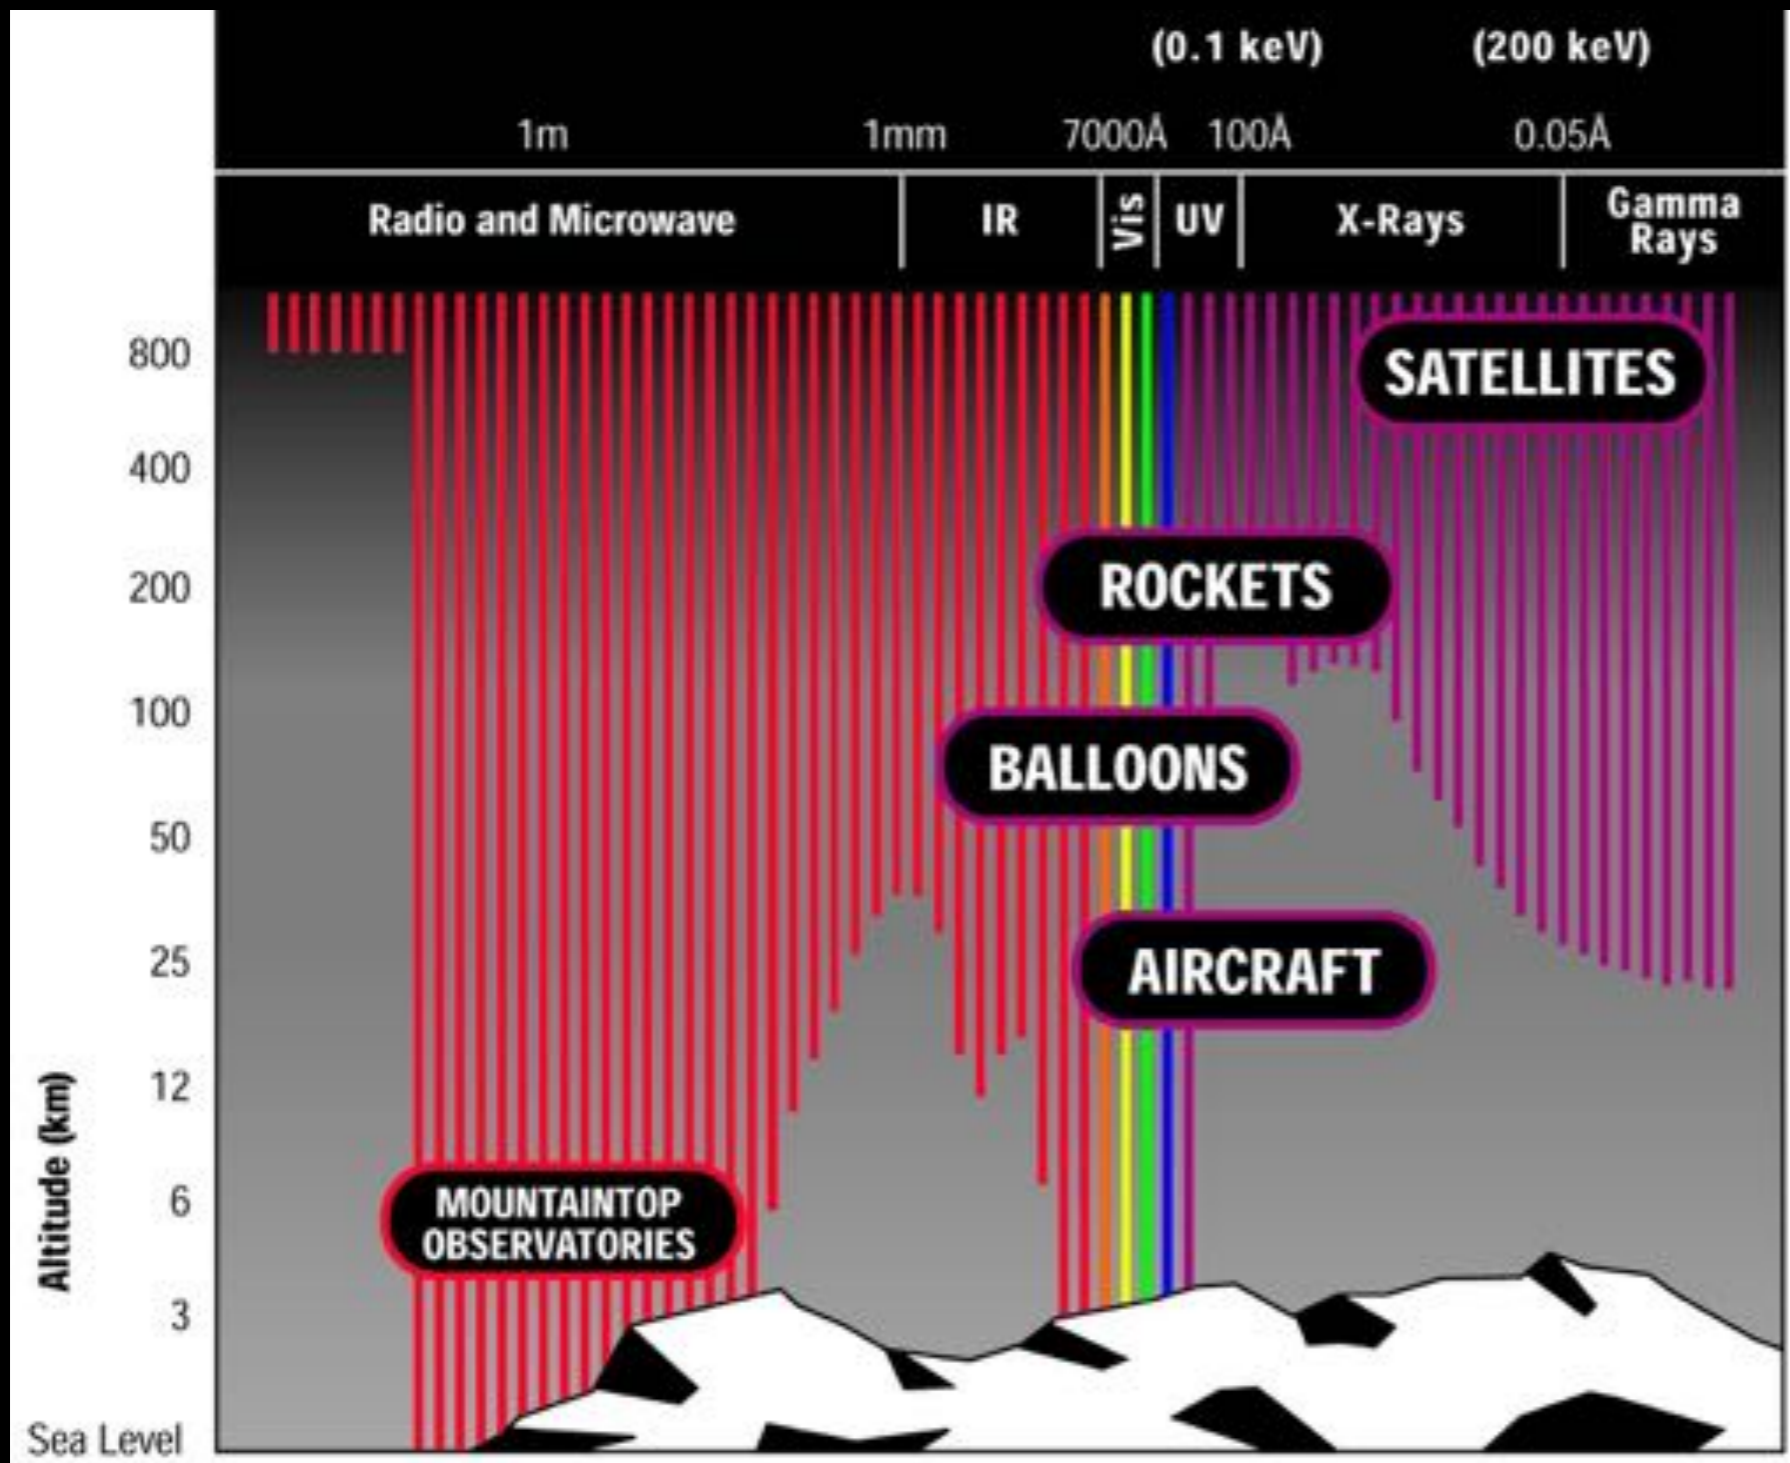 (0.1 keV) (200 keV)
1m 1mm 7000Å 100Å 0.05Å
Radio and Microwave IR Vis UV X-Rays Gamma
Rays
800
SATELLITES
400
200
ROCKETS
100
BALLOONS
50
25
AIRCRAFT
12
Altitude (km)
6
MOUNTAINTOP
OBSERVATORIES
3
Sea Level